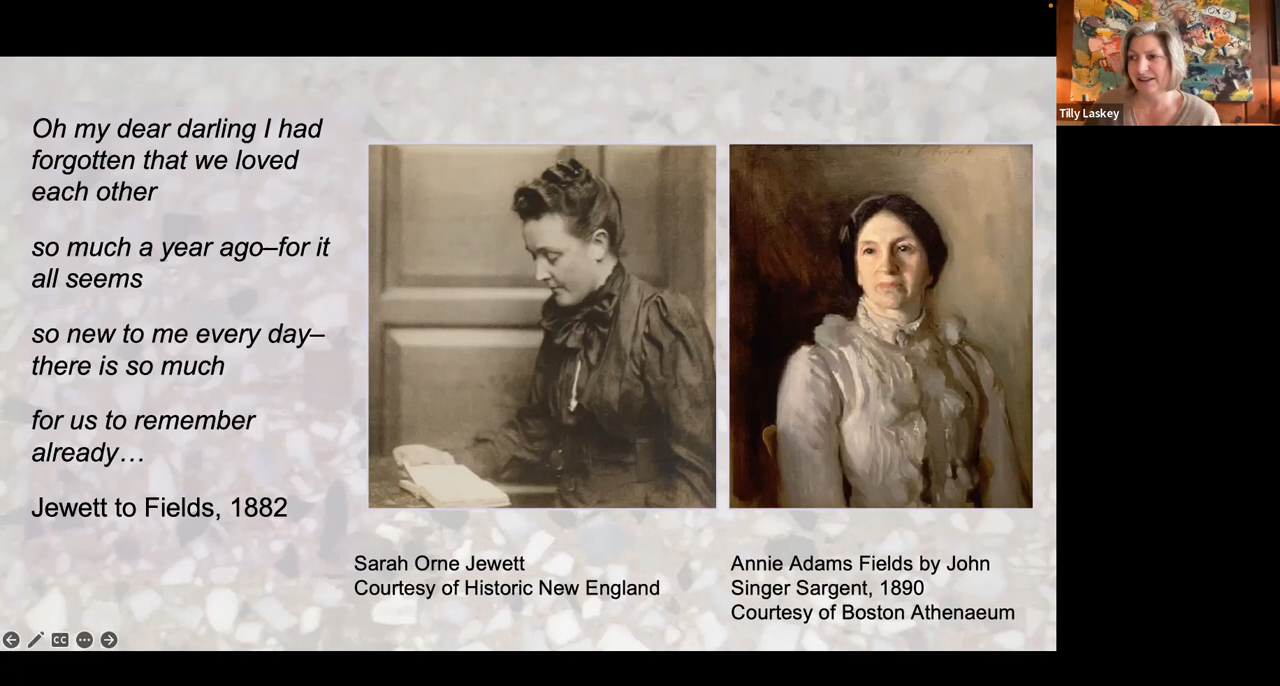 Oh my dear darling I had
forgotten that we loved
each other
so much a year ago–for it
all seems
so new to me every day–
there is so much
for us to remember
already…
Jewett to Fields, 1882
Sarah Orne Jewett
Courtesy of Historic New England
Annie Adams Fields by John
Singer Sargent, 1890
Courtesy of Boston Athenaeum
Tilly Laskey
CC